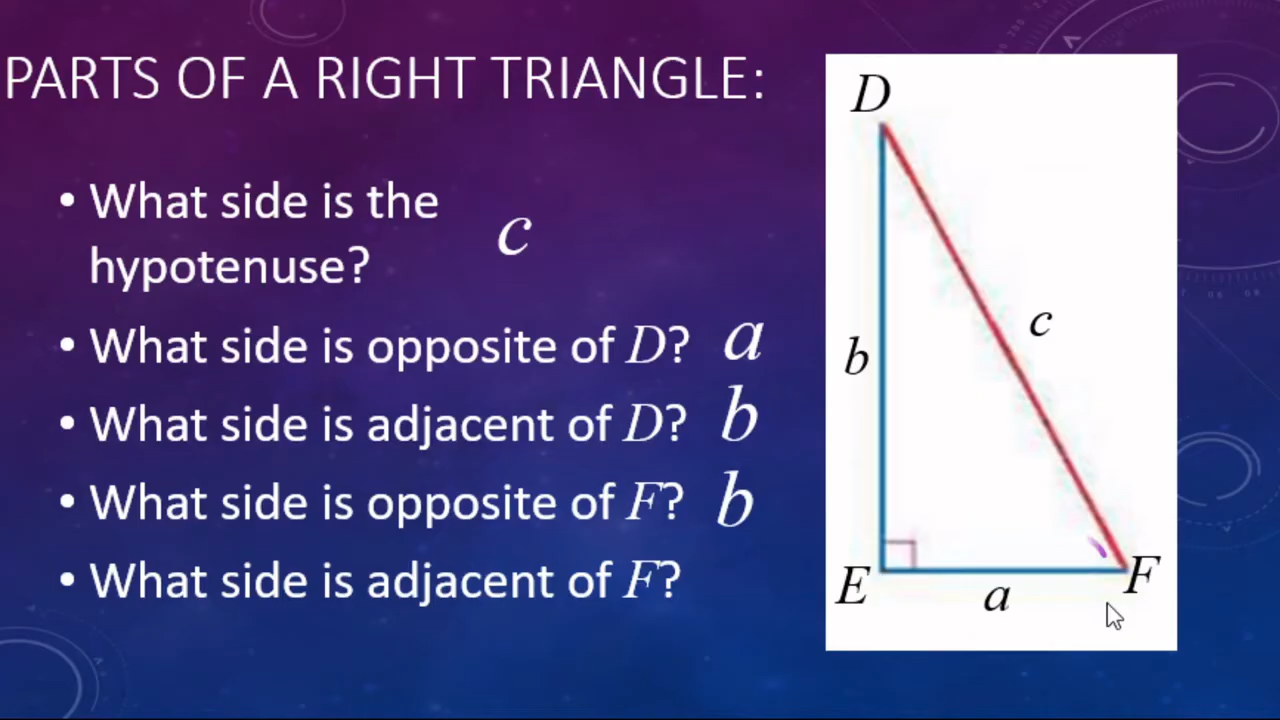 PARTS OF A RIGHT TRIANGLE:
• What side is the
hypotenuse? c
• What side is opposite of D? a
• What side is adjacent of D? b
• What side is opposite of F? b
• What side is adjacent of F?
D
c
b
E
a
F